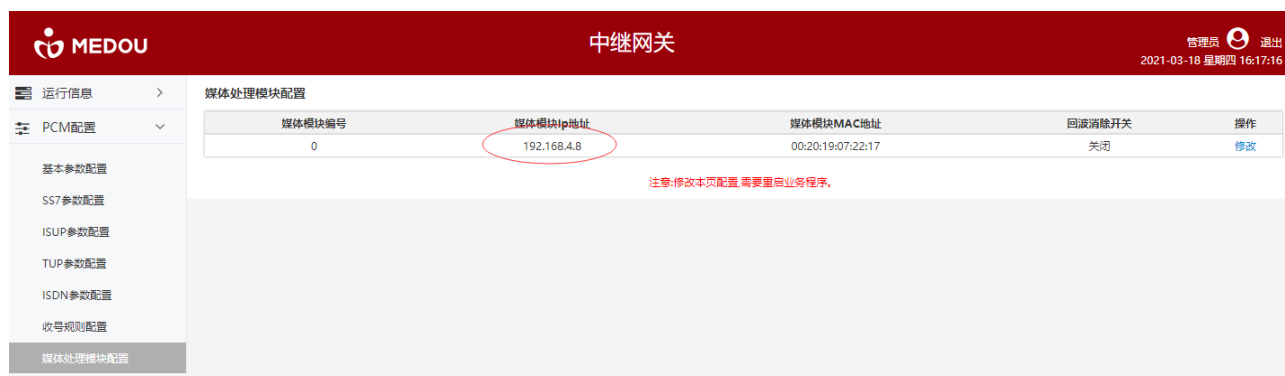 MEDOU
中继网关
管理员 退出
2021-03-18 星期四 16:17:16
运行信息
PCM配置
基本参数配置
SS7参数配置
ISUP参数配置
TUP参数配置
ISDN参数配置
收号规则配置
媒体处理模块配置
媒体处理模块配置
媒体模块编号 媒体模块Ip地址 媒体模块MAC地址 回波消除开关 操作
0 192.168.4.8 00:20:19:07:22:17 关闭 修改
注意:修改本页配置,需要重启业务程序。